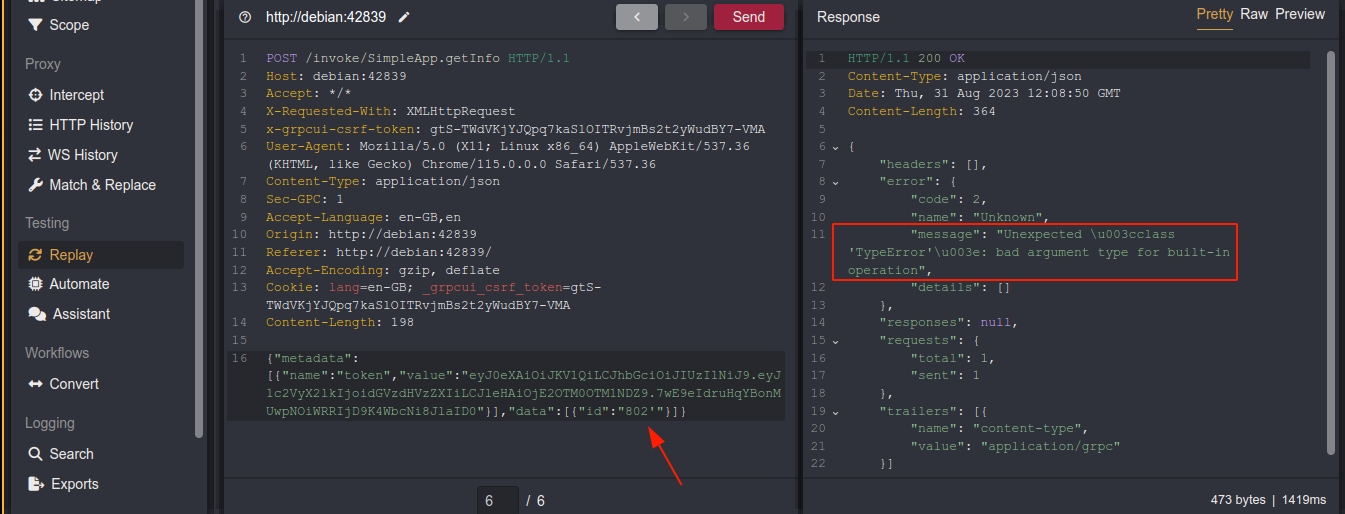 Sitemap
Scope
Proxy
Intercept
HTTP History
WS History
Match & Replace
Testing
Replay
Automate
Assistant
Workflows
Convert
Logging
Search
Exports
http://debian:42839
Send
1 POST /invoke/SimpleApp.getInfo HTTP/1.1
2 Host: debian:42839
3 Accept: */*
4 X-Requested-With: XMLHttpRequest
5 x-grpcui-csrf-token: gtS-TWdVKjYJQpq7kaSlOITRvjmBs2t2yWudBY7-VMA
6 User-Agent: Mozilla/5.0 (X11; Linux x86_64) AppleWebKit/537.36
(KHTML, like Gecko) Chrome/115.0.0.0 Safari/537.36
7 Content-Type: application/json
8 Sec-GPC: 1
9 Accept-Language: en-GB,en
10 Origin: http://debian:42839
11 Referer: http://debian:42839/
12 Accept-Encoding: gzip, deflate
13 Cookie: lang=en-GB; _grpcui_csrf_token=gtS-
TWdVKjYJQpq7kaSlOITRvjmBs2t2yWudBY7-VMA
14 Content-Length: 198
15
16 {"metadata":
[{"name":"token","value":"eyJ0eXAiOiJKV1QiLCJhbGciOiJIUzI1NiJ9.eyJ
1c2VyX2lkIjoidGVzdHVzZXIiLCJleHAiOjE2OTM0OTM1NDZ9.7wE9eIdruHqYBonM
UwpNOiWRRIjD9K4WbcNi8JlaID0"}],"data":[{"id":"802'"}]}
6 / 6
Response
Pretty Raw Preview
1 HTTP/1.1 200 OK
2 Content-Type: application/json
3 Date: Thu, 31 Aug 2023 12:08:50 GMT
4 Content-Length: 364
5
6 {
7 "headers": [],
8 "error": {
9 "code": 2,
10 "name": "Unknown",
11 "message": "Unexpected \u003cclass
'TypeError'\u003e: bad argument type for built-in
operation",
12 "details": []
13 },
14 "responses": null,
15 "requests": {
16 "total": 1,
17 "sent": 1
18 },
19 "trailers": [{
20 "name": "content-type",
21 "value": "application/grpc"
22 }]
473 bytes | 1419ms